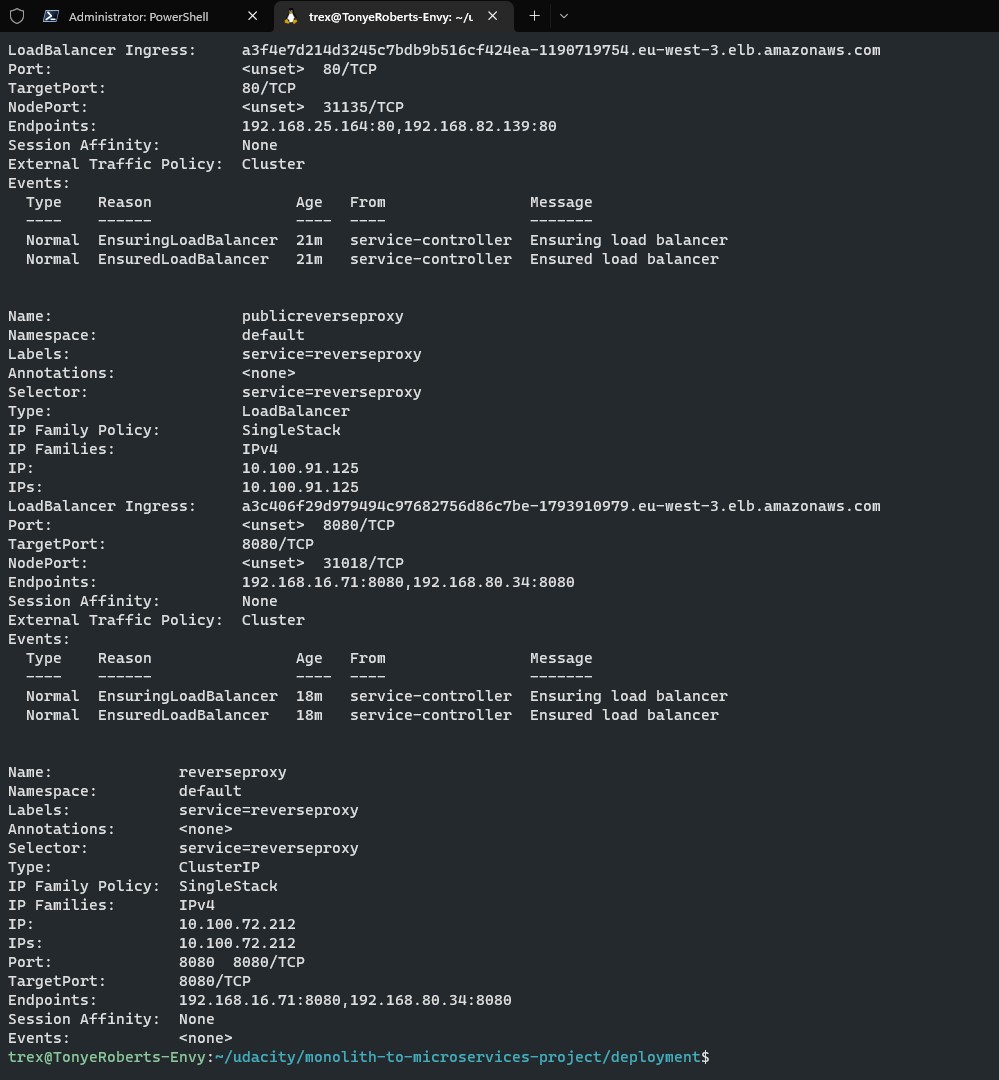 Administrator: PowerShell
trex@TonyeRoberts-Envy: ~/u
LoadBalancer Ingress:     a3f4e7d214d3245c7bdb9b516cf424ea-1190719754.eu-west-3.elb.amazonaws.com
Port:                     <unset>  80/TCP
TargetPort:               80/TCP
NodePort:                 <unset>  31135/TCP
Endpoints:                192.168.25.164:80,192.168.82.139:80
Session Affinity:         None
External Traffic Policy:  Cluster
Events:
  Type    Reason                Age   From                Message
  ----    ------                ----  ----                -------
  Normal  EnsuringLoadBalancer  21m   service-controller  Ensuring load balancer
  Normal  EnsuredLoadBalancer   21m   service-controller  Ensured load balancer
Name:                     publicreverseproxy
Namespace:                default
Labels:                   service=reverseproxy
Annotations:              <none>
Selector:                 service=reverseproxy
Type:                     LoadBalancer
IP Family Policy:         SingleStack
IP Families:              IPv4
IP:                       10.100.91.125
IPs:                      10.100.91.125
LoadBalancer Ingress:     a3c406f29d979494c97682756d86c7be-1793910979.eu-west-3.elb.amazonaws.com
Port:                     <unset>  8080/TCP
TargetPort:               8080/TCP
NodePort:                 <unset>  31018/TCP
Endpoints:                192.168.16.71:8080,192.168.80.34:8080
Session Affinity:         None
External Traffic Policy:  Cluster
Events:
  Type    Reason                Age   From                Message
  ----    ------                ----  ----                -------
  Normal  EnsuringLoadBalancer  18m   service-controller  Ensuring load balancer
  Normal  EnsuredLoadBalancer   18m   service-controller  Ensured load balancer
Name:              reverseproxy
Namespace:         default
Labels:            service=reverseproxy
Annotations:       <none>
Selector:          service=reverseproxy
Type:              ClusterIP
IP Family Policy:  SingleStack
IP Families:       IPv4
IP:                10.100.72.212
IPs:               10.100.72.212
Port:              8080  8080/TCP
TargetPort:        8080/TCP
Endpoints:         192.168.16.71:8080,192.168.80.34:8080
Session Affinity:  None
Events:            <none>
trex@TonyeRoberts-Envy:~/udacity/monolith-to-microservices-project/deployment$